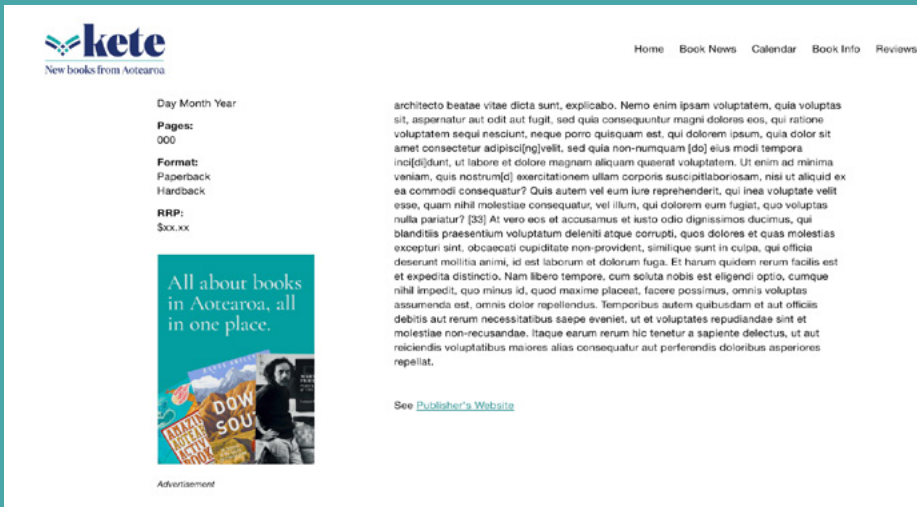 kete
New books from Aotearoa
Home Book News Calendar Book Info Reviews
Day Month Year
Pages:
000
Format:
Paperback
Hardback
RRP:
$xx.xx
All about books
in Aotearoa, all
in one place.
DOW
SOU
AMAZI
AOTEAR
ACTIV
BOOK
Advertisement
architecto beatae vitae dicta sunt, explicabo. Nemo enim ipsam voluptatem, quia voluptas
sit, aspernatur aut odit aut fugit, sed quia consequuntur magni dolores eos, qui ratione
voluptatem sequi nesciunt, neque porro quisquam est, qui dolorem ipsum, quia dolor sit
amet consectetur adipisci[ng]velit, sed quia non-numquam [do] eius modi tempora
inci[di]dunt, ut labore et dolore magnam aliquam quaerat voluptatem. Ut enim ad minima
veniam, quis nostrum[d] exercitationem ullam corporis suscipitlaboriosam, nisi ut aliquid ex
ea commodi consequatur? Quis autem vel eum iure reprehenderit, qui inea voluptate velit
esse, quam nihil molestiae consequatur, vel illum, qui dolorem eum fugiat, quo voluptas
nulla pariatur? [33] At vero eos et accusamus et iusto odio dignissimos ducimus, qui
blanditiis praesentium voluptatum deleniti atque corrupti, quos dolores et quas molestias
excepturi sint, obcaecati cupiditate non-provident, similique sunt in culpa, qui officia
deserunt mollitia animi, id est laborum et dolorum fuga. Et harum quidem rerum facilis est
et expedita distinctio. Nam libero tempore, cum soluta nobis est eligendi optio, cumque
nihil impedit, quo minus id, quod maxime placeat, facere possimus, omnis voluptas
assumenda est, omnis dolor repellendus. Temporibus autem quibusdam et aut officiis
debitis aut rerum necessitatibus saepe eveniet, ut et voluptates repudiandae sint et
molestiae non-recusandae. Itaque earum rerum hic tenetur a sapiente delectus, ut aut
reiciendis voluptatibus maiores alias consequatur aut perferendis doloribus asperiores
repellat.
See Publisher's Website